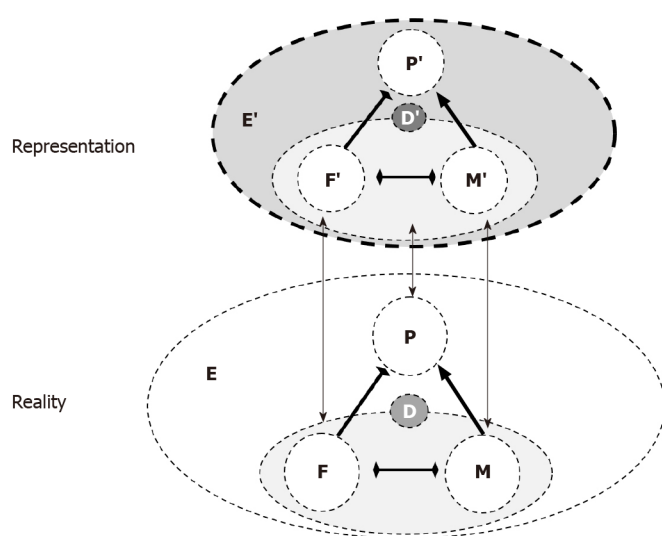 P'
E'
D'
Representation
F'
M'
P
E
Reality
D
F
M